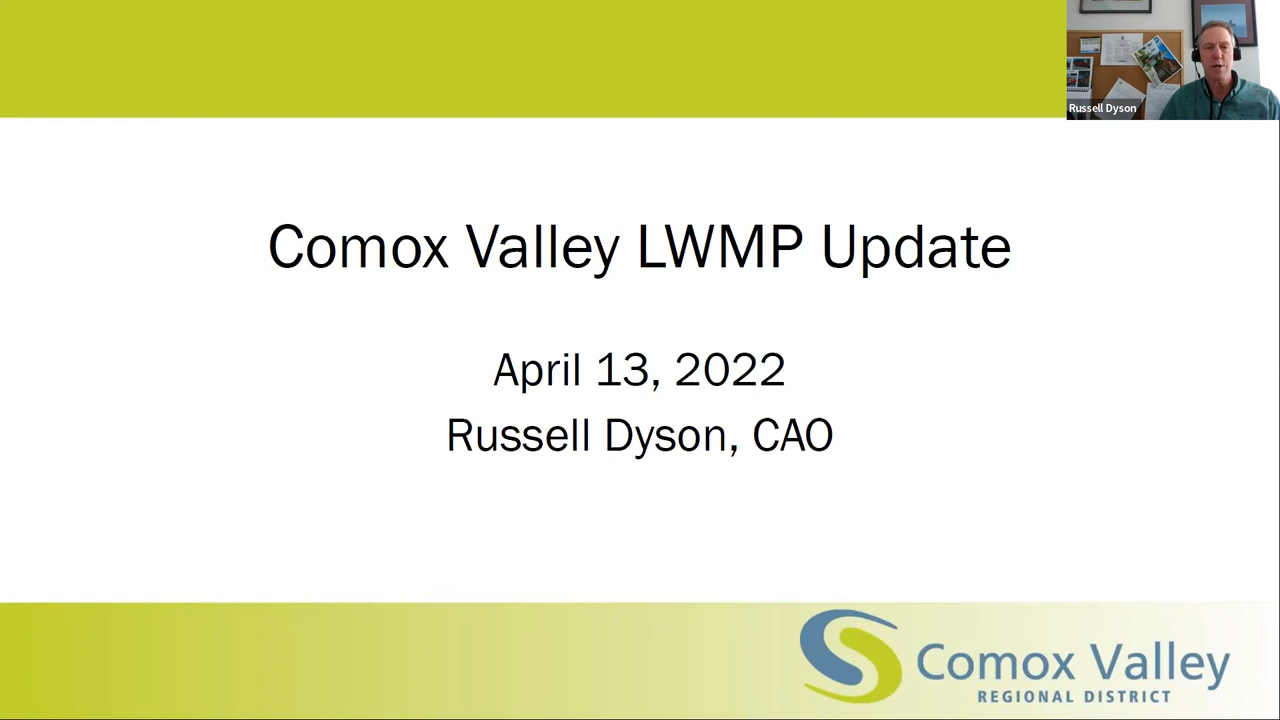 Russell Dyson
Comox Valley LWMP Update
April 13, 2022
Russell Dyson, CAO
Comox Valley
REGIONAL DISTRICT